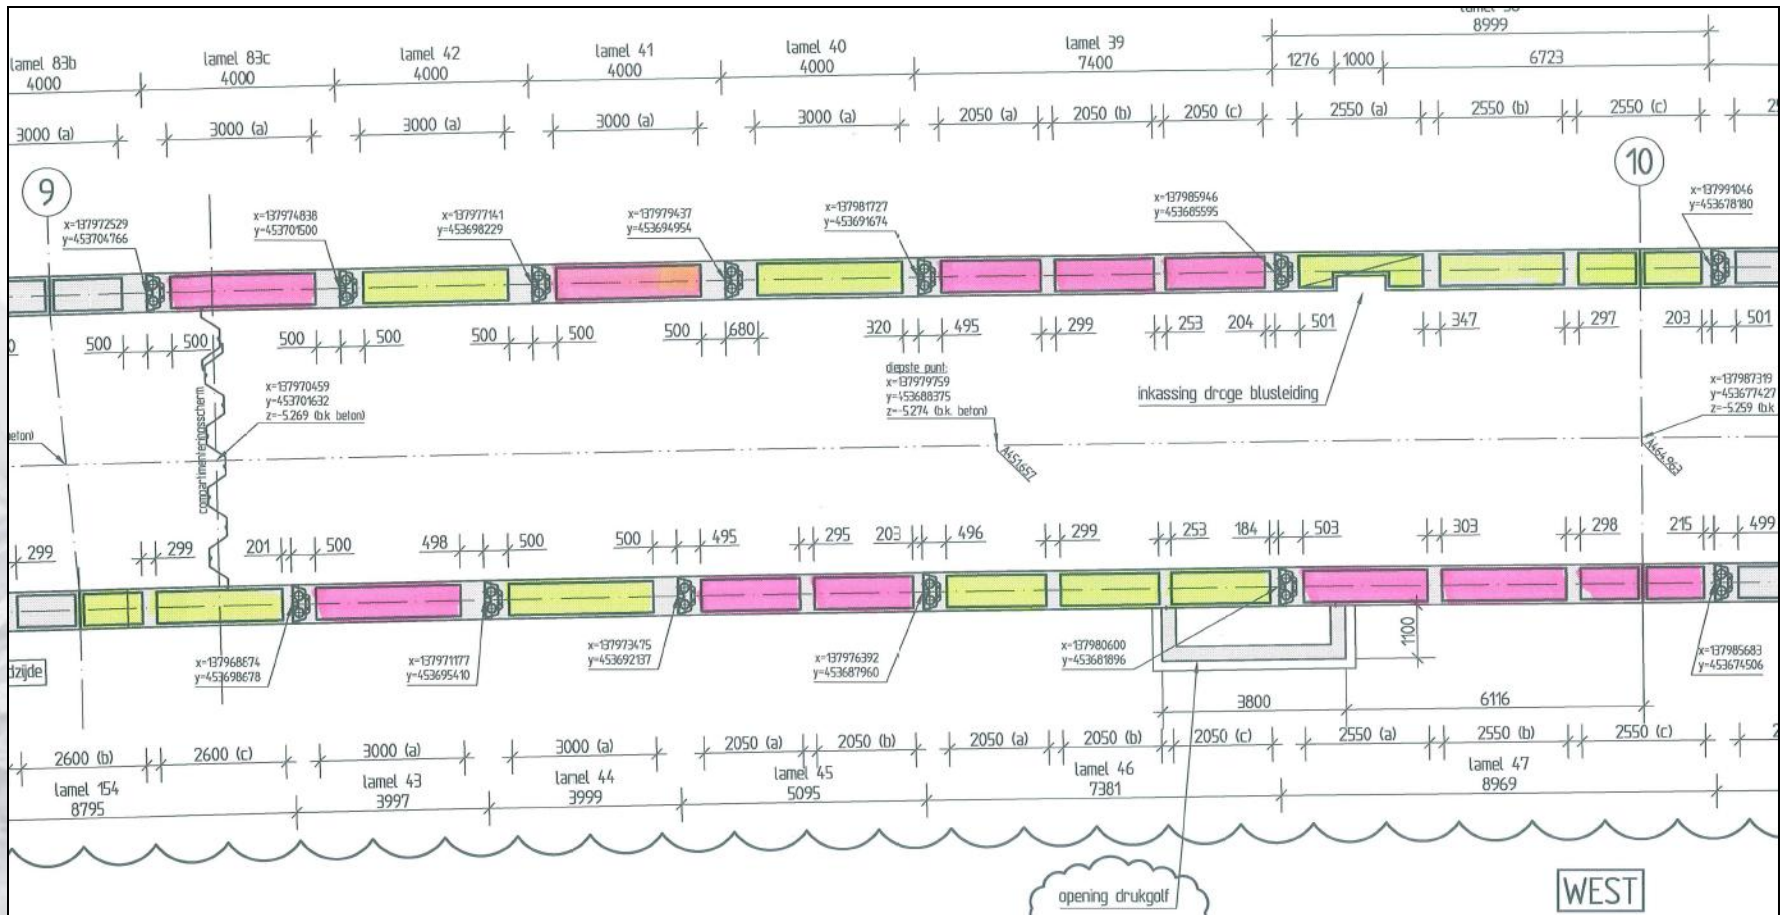 lamel 83b
4000
lamel 83c
4000
lamel 42
4000
lamel 41
4000
lamel 40
4000
lamel 39
7400
8999
1276
1000
6723
3000 (a)
3000 (a)
3000 (a)
3000 (a)
3000 (a)
2050 (a)
2050 (b)
2050 (c)
2550 (a)
2550 (b)
2550 (c)
9
10
x=137972529
y=453704766
x=137974838
y=453701500
x=137977141
y=453698229
x=137979437
y=453694954
x=137981727
y=453691674
x=137985946
y=453685595
x=137991046
y=453678180
500
500
500
500
500
500
500
680
320
495
299
253
204
501
347
297
203
501
x=137970459
y=453701632
z=-5.269 (b.k. beton)
compartimenteringsscherm
diepste punt:
x=137979759
y=453688375
z=-5.274 (b.k. beton)
inkassing droge blusleiding
x=137987319
y=453677427
z=-5.259 (b.k.
beton)
A451.657
A464.963
299
299
201
500
498
500
500
495
295
203
496
299
253
184
503
303
298
215
499
dzijde
x=137968674
y=453698678
x=137971177
y=453695410
x=137973475
y=453692137
x=137976392
y=453687960
x=137980600
y=453681896
x=137985683
y=453674506
1100
3800
6116
2600 (b)
2600 (c)
3000 (a)
3000 (a)
2050 (a)
2050 (b)
2050 (a)
2050 (b)
2050 (c)
2550 (a)
2550 (b)
2550 (c)
lamel 154
8795
lamel 43
3997
lamel 44
3999
lamel 45
5095
lamel 46
7381
lamel 47
8969
opening drukgolf
WEST